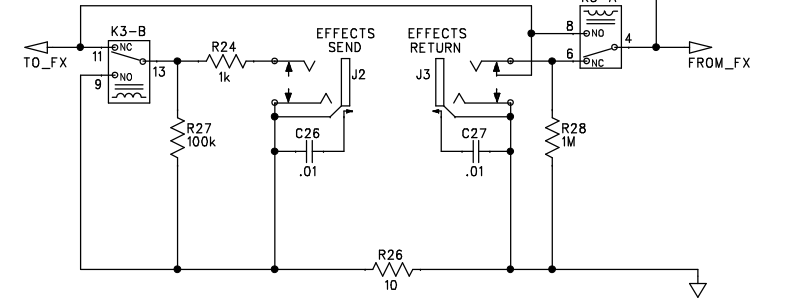 K3-B
EFFECTS
SEND
EFFECTS
RETURN
8
NO
NC
11
R24
1k
13
TO_FX
9
NO
J2
J3
6
NC
4
FROM_FX
R27
100k
C26
.01
C27
.01
R28
1M
R26
10